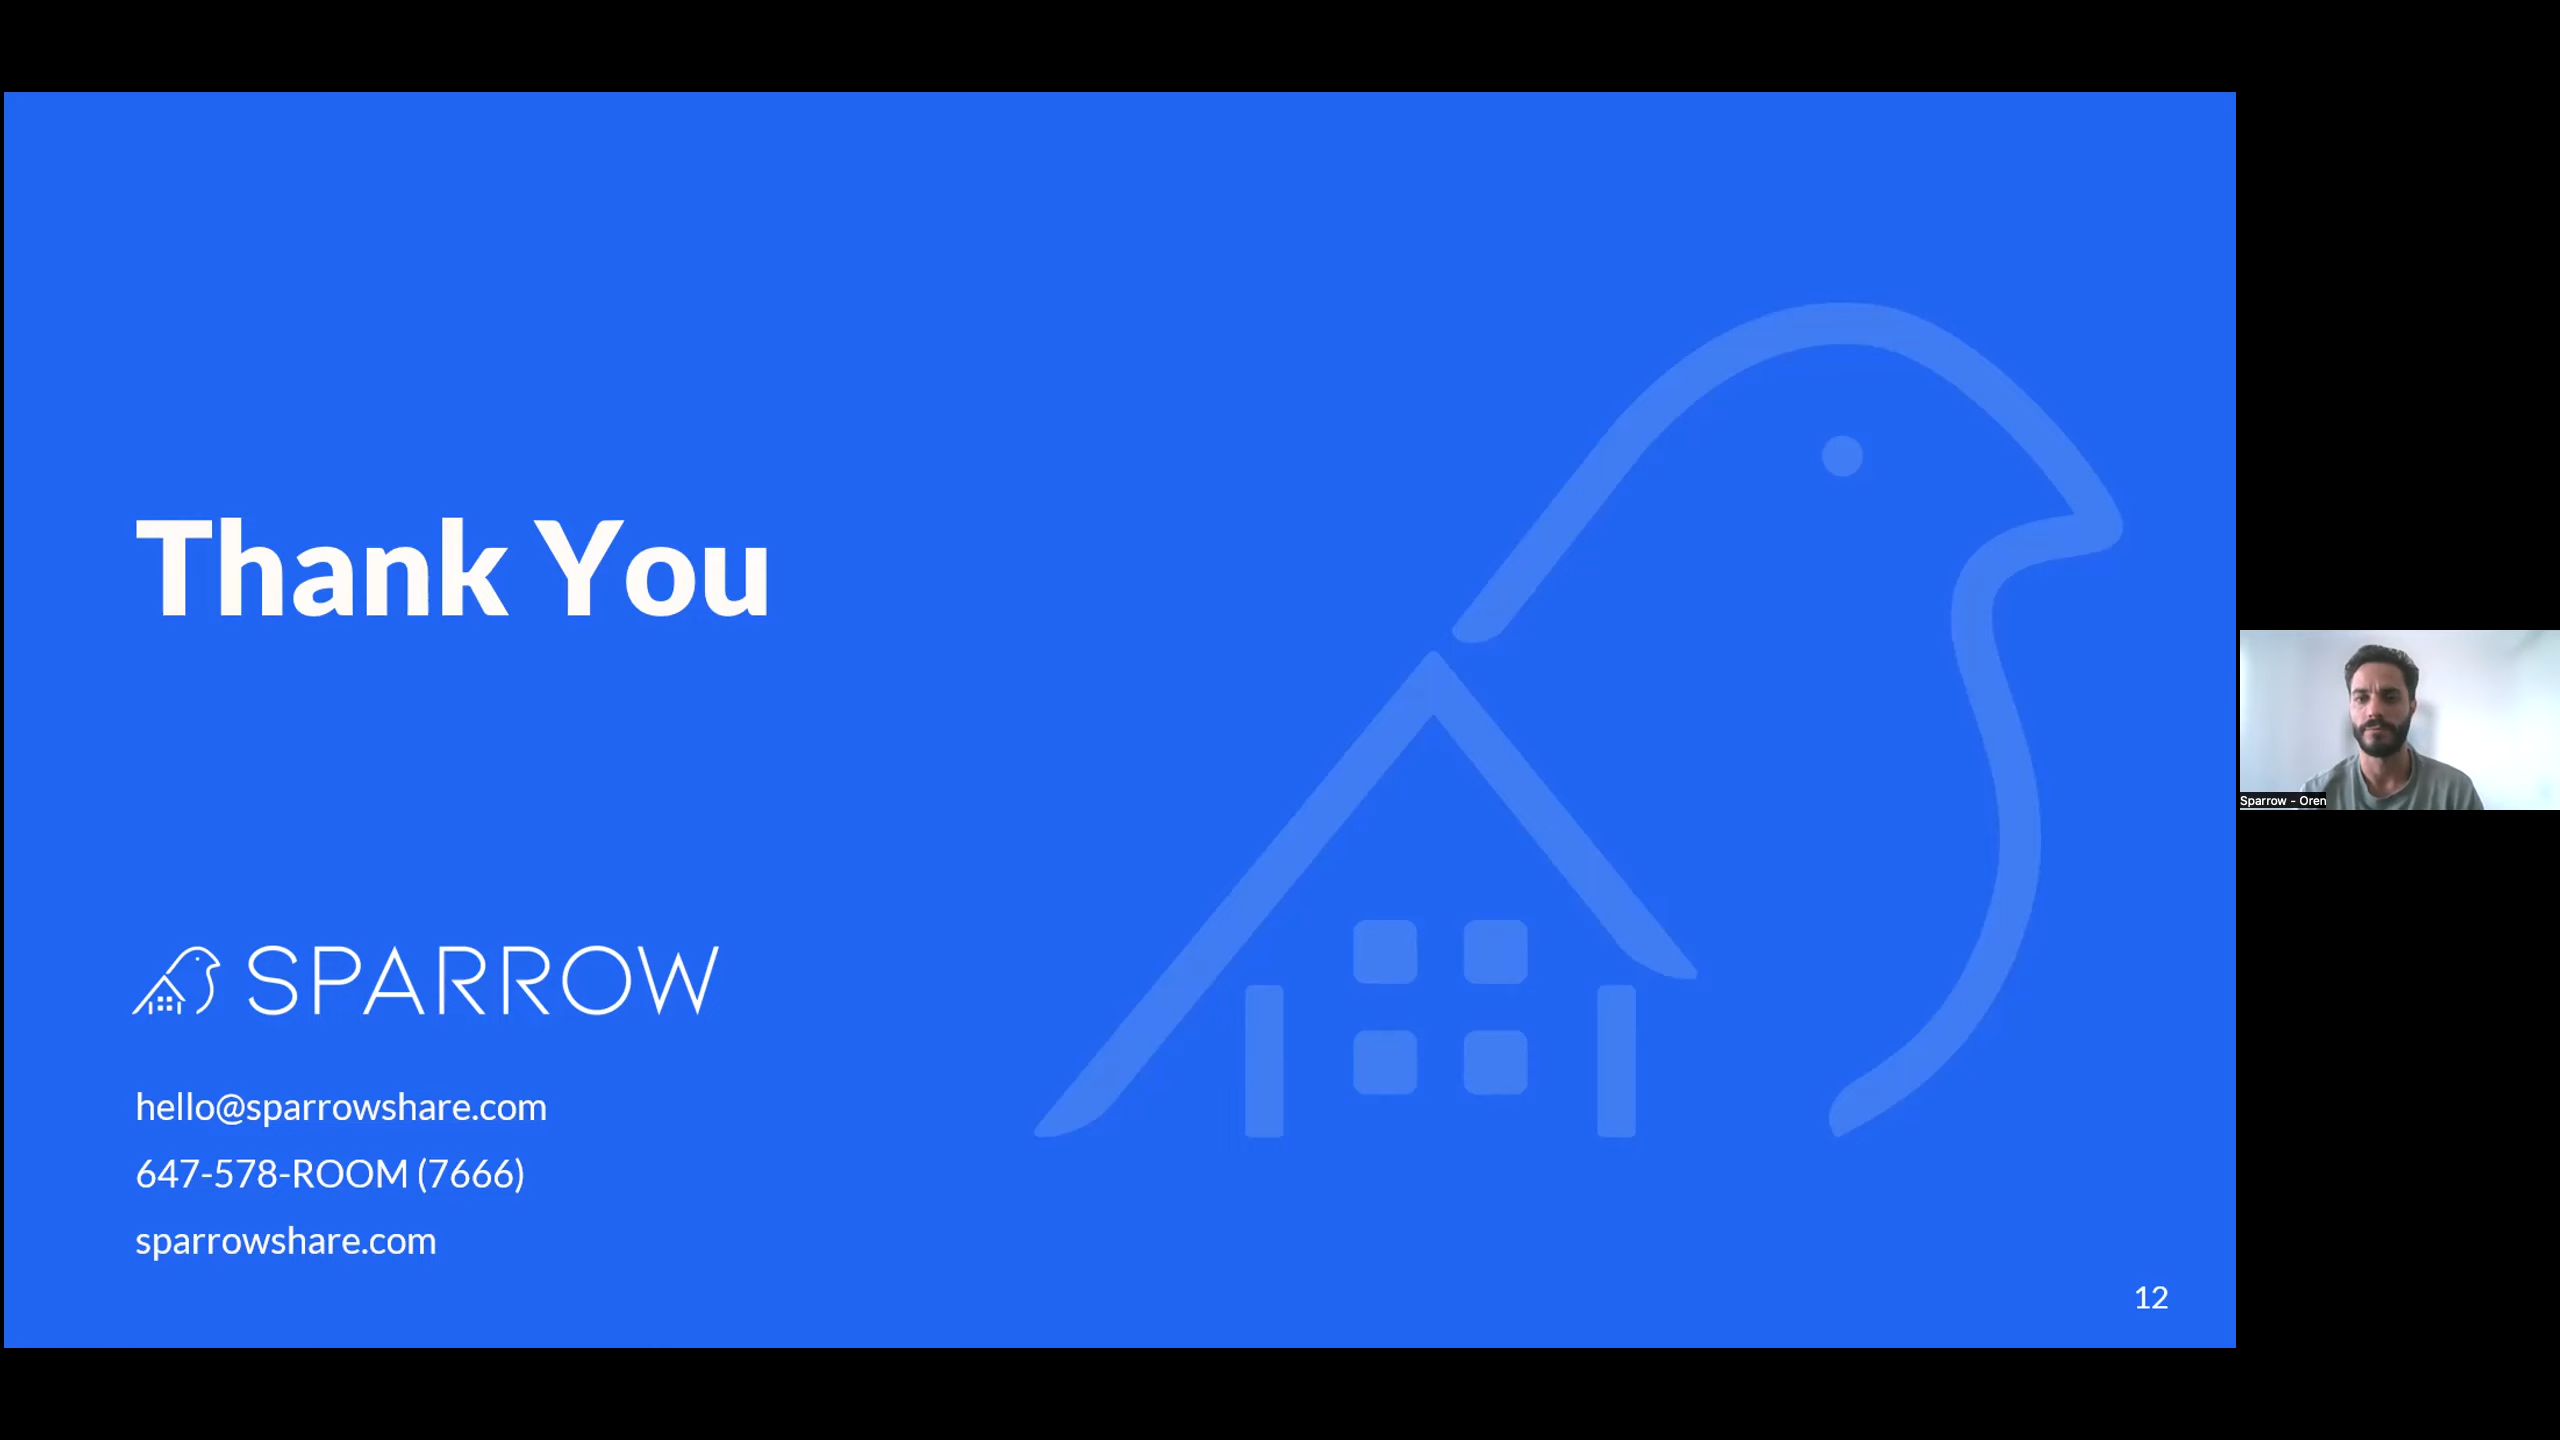 Thank You
SPARROW
hello@sparrowshare.com
647-578-ROOM (7666)
sparrowshare.com
12
Sparrow - Oren